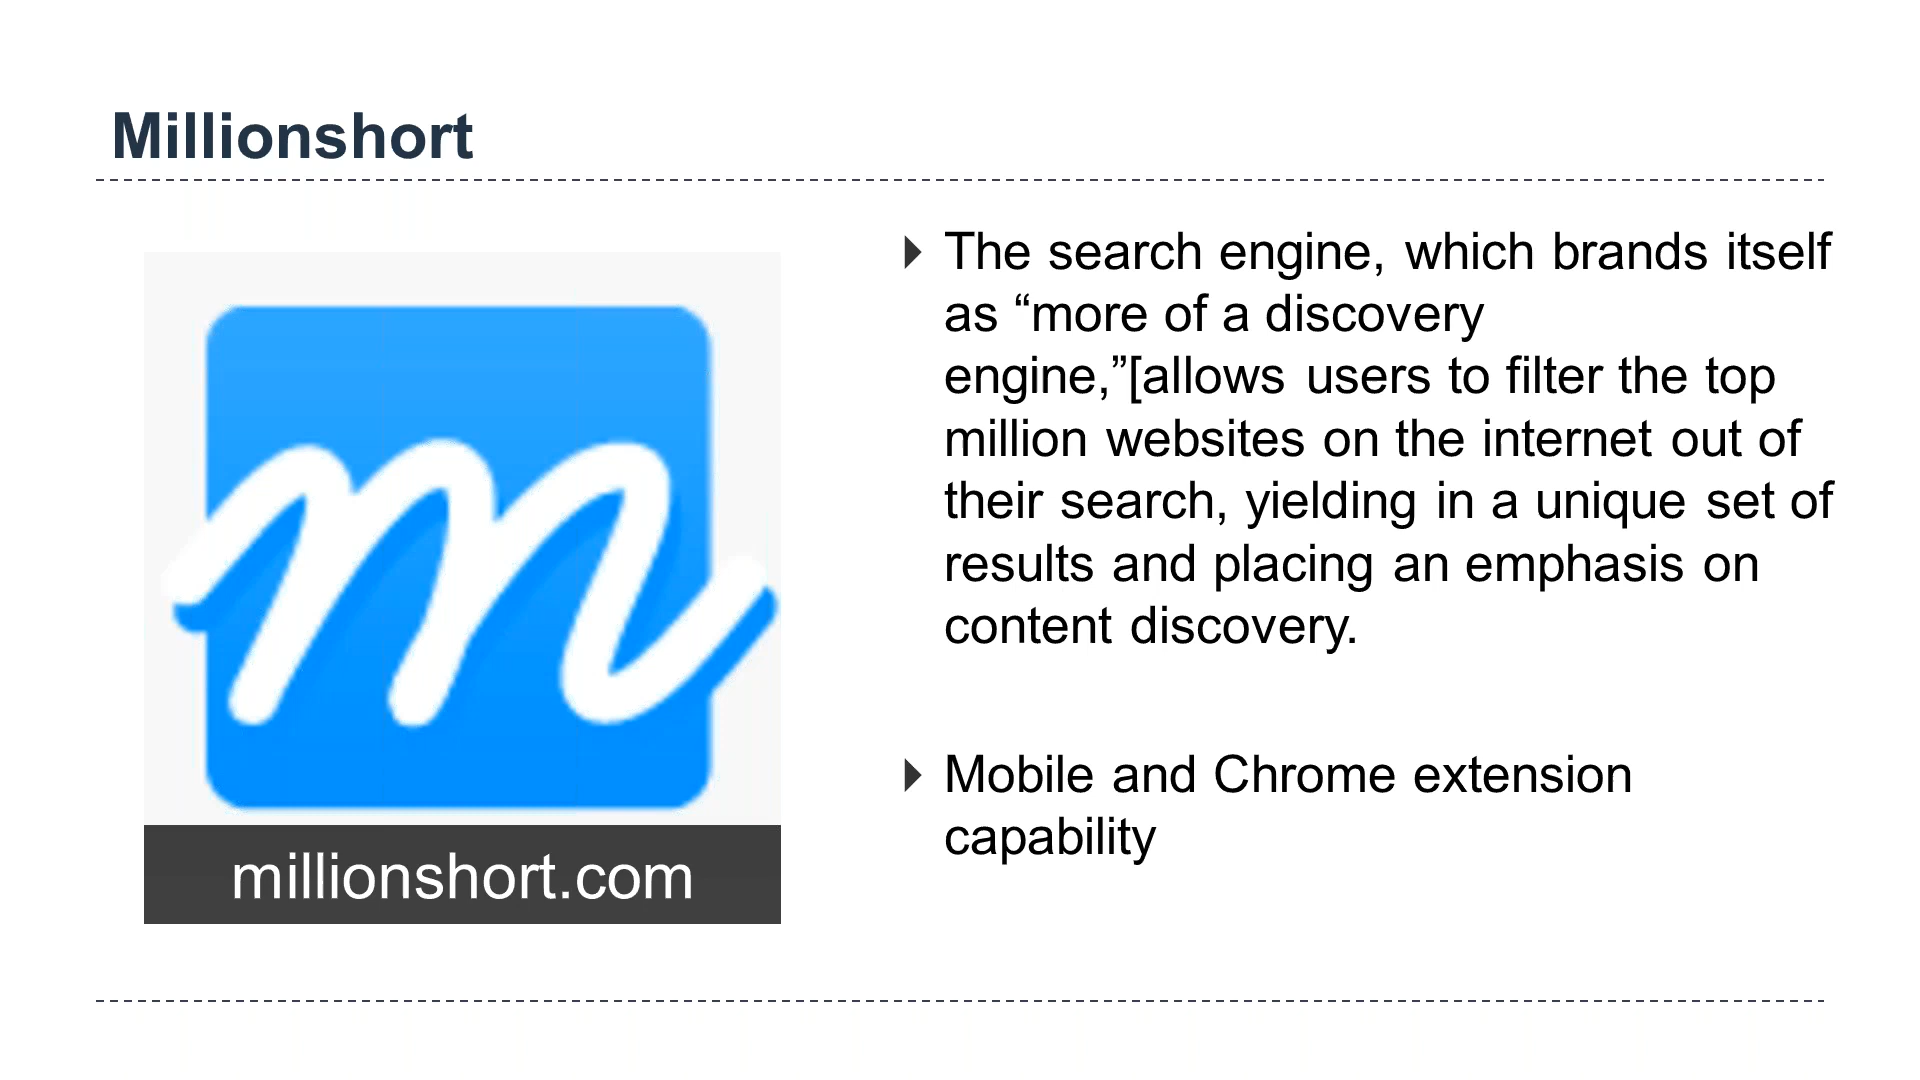 Millionshort
The search engine, which brands itself
as “more of a discovery
engine,”[allows users to filter the top
million websites on the internet out of
their search, yielding in a unique set of
results and placing an emphasis on
content discovery.
Mobile and Chrome extension
capability
m
millionshort.com